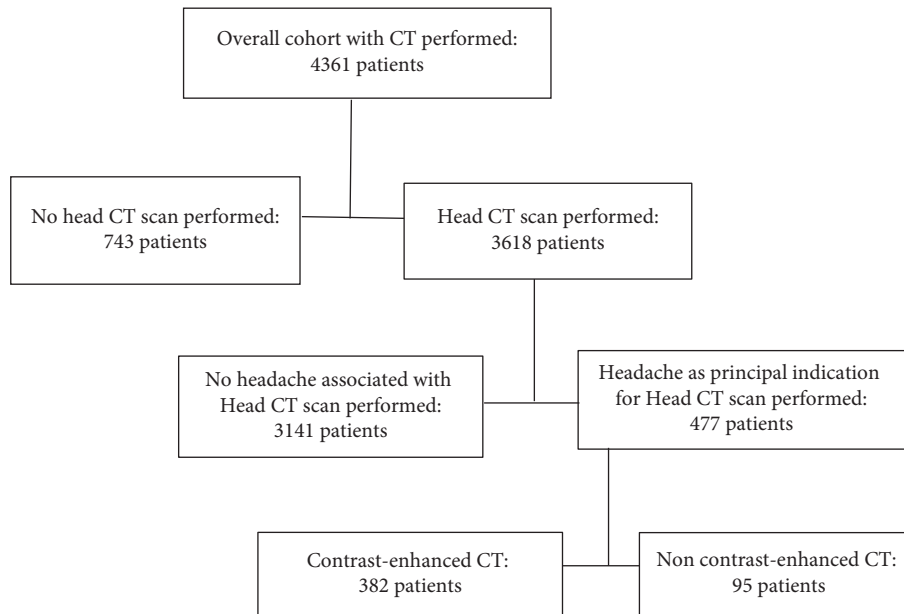 Overall cohort with CT performed:
4361 patients
No head CT scan performed:
743 patients
Head CT scan performed:
3618 patients
No headache associated with
Head CT scan performed:
3141 patients
Headache as principal indication
for Head CT scan performed:
477 patients
Contrast-enhanced CT:
382 patients
Non contrast-enhanced CT:
95 patients